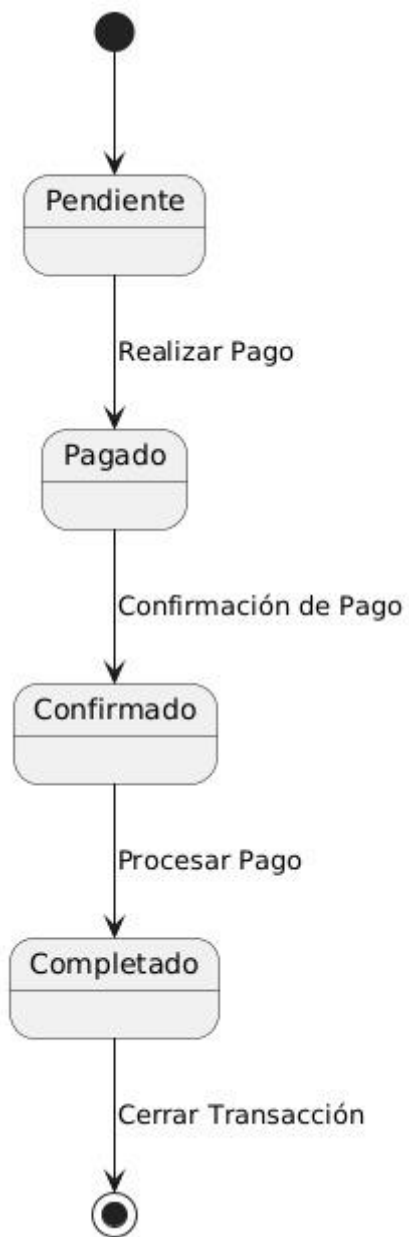 Pendiente
Realizar Pago
Pagado
Confirmación de Pago
Confirmado
Procesar Pago
Completado
Cerrar Transacción